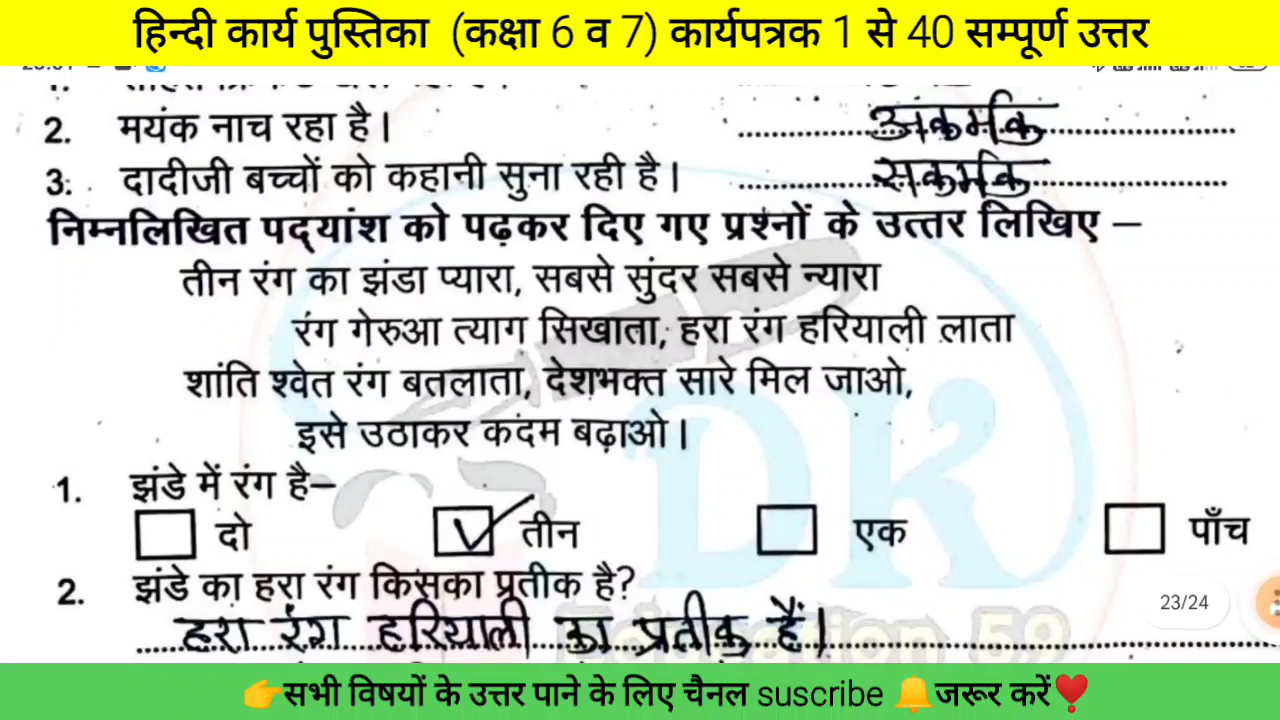 हिन्दी कार्य पुस्तिका (कक्षा 6 व 7) कार्यपत्रक 1 से 40 सम्पूर्ण उत्तर
2. मयंक नाच रहा है। अकर्मक
3. दादीजी बच्चों को कहानी सुना रही है। सकर्मक
निम्नलिखित पद्यांश को पढ़कर दिए गए प्रश्नों के उत्तर लिखिए –
तीन रंग का झंडा प्यारा, सबसे सुंदर सबसे न्यारा
रंग गेरुआ त्याग सिखाता, हरा रंग हरियाली लाता
शांति श्वेत रंग बतलाता, देशभक्त सारे मिल जाओ,
इसे उठाकर कदम बढ़ाओ।
1. झंडे में रंग है–
दो तीन एक पाँच
2. झंडे का हरा रंग किसका प्रतीक है?
23/24
हरा रंग हरियाली का प्रतीक हैं।
DK
Education 59
👉सभी विषयों के उत्तर पाने के लिए चैनल suscribe 🔔जरूर करें❣️